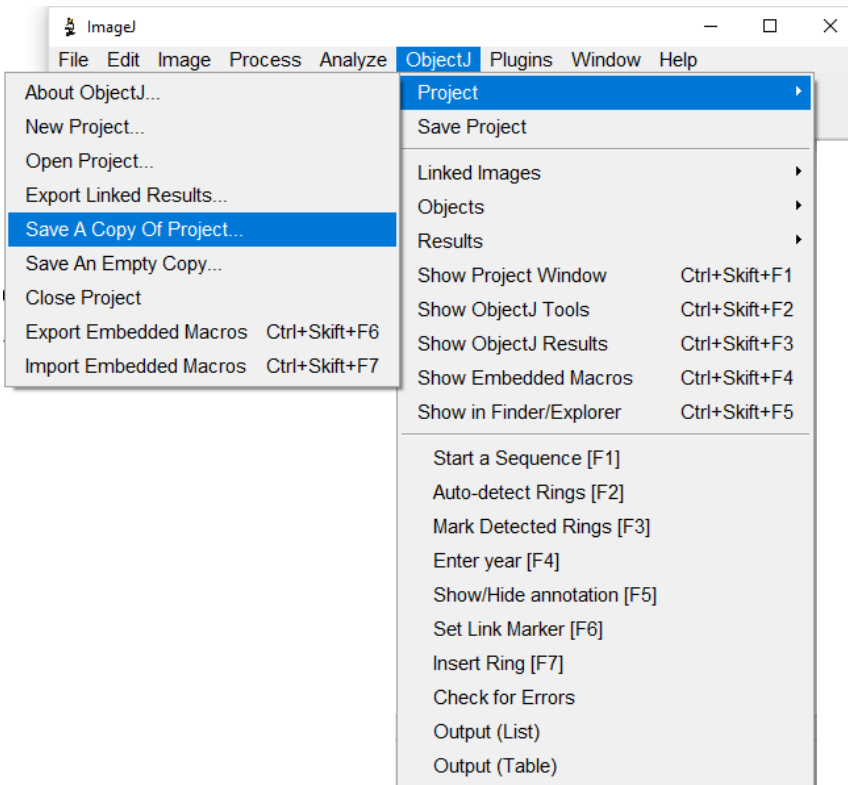 ImageJ
File Edit Image Process Analyze ObjectJ Plugins Window Help
About ObjectJ...
New Project...
Open Project...
Export Linked Results...
Save A Copy Of Project...
Save An Empty Copy...
Close Project
Export Embedded Macros Ctrl+Skift+F6
Import Embedded Macros Ctrl+Skift+F7
Project
Save Project
Linked Images
Objects
Results
Show Project Window Ctrl+Skift+F1
Show ObjectJ Tools Ctrl+Skift+F2
Show ObjectJ Results Ctrl+Skift+F3
Show Embedded Macros Ctrl+Skift+F4
Show in Finder/Explorer Ctrl+Skift+F5
Start a Sequence [F1]
Auto-detect Rings [F2]
Mark Detected Rings [F3]
Enter year [F4]
Show/Hide annotation [F5]
Set Link Marker [F6]
Insert Ring [F7]
Check for Errors
Output (List)
Output (Table)